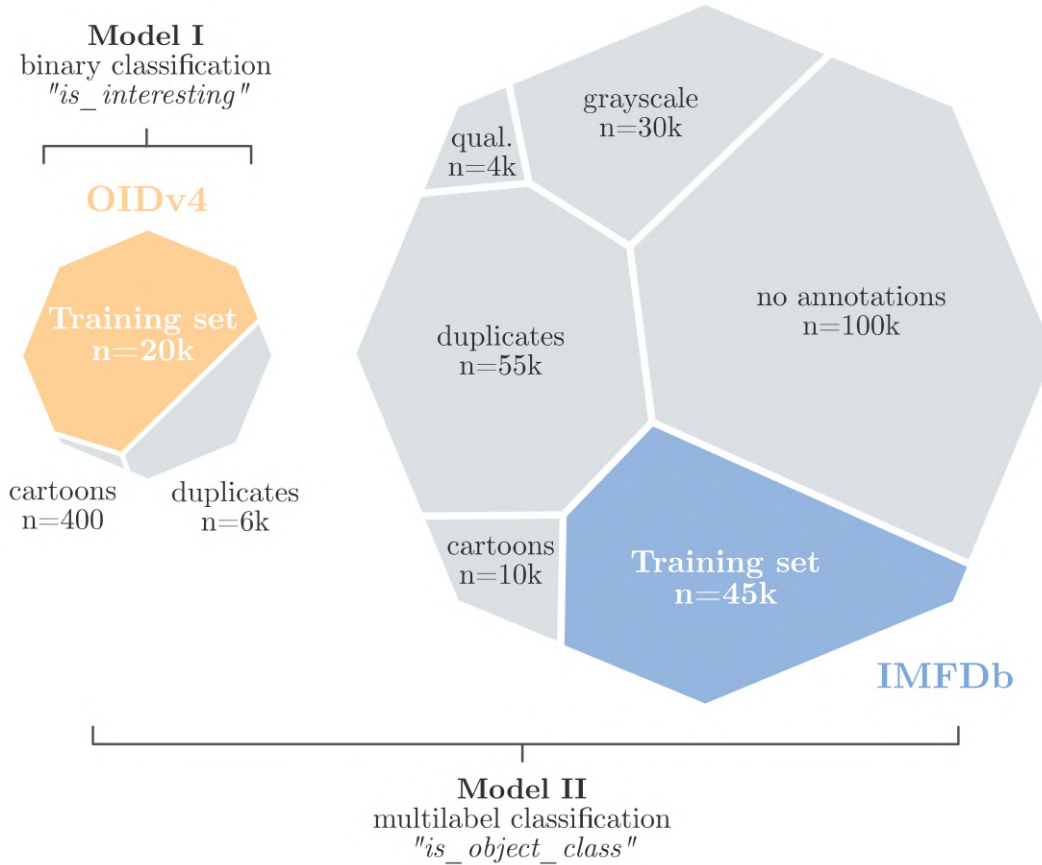 Model I
binary classification
"is_interesting"
OIDv4
Training set
n=20k
cartoons
n=400
duplicates
n=6k
qual.
n=4k
grayscale
n=30k
duplicates
n=55k
no annotations
n=100k
cartoons
n=10k
Training set
n=45k
IMFDb
Model II
multilabel classification
"is_object_class"